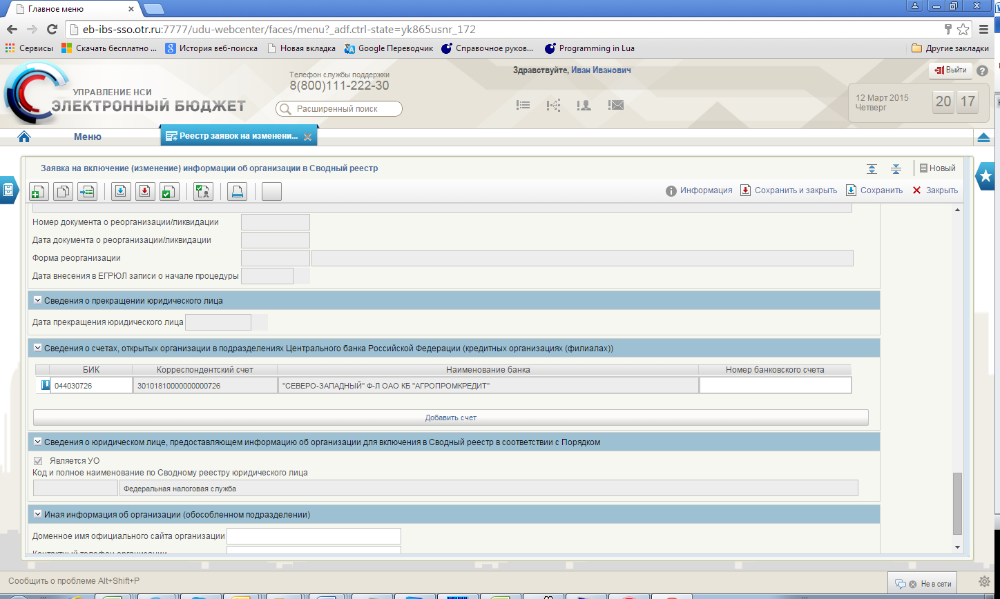 Главное меню
eb-ibs-sso.otr.ru:7777/udu-webcenter/faces/menu?_adf.ctrl-state=yk865usnr_172
Сервисы Скачать бесплатно ... История веб-поиска Новая вкладка Google Переводчик Справочное руков... Programming in Lua Другие закладки
УПРАВЛЕНИЕ НСИ
ЭЛЕКТРОННЫЙ БЮДЖЕТ
Телефон службы поддержки
8(800)111-222-30
Расширенный поиск
Здравствуйте, Иван Иванович
Выйти
12 Март 2015
Четверг
20 17
Меню Реестр заявок на изменени...
Заявка на включение (изменение) информации об организации в Сводный реестр
Новый
Информация Сохранить и закрыть Сохранить Закрыть
Номер документа о реорганизации/ликвидации
Дата документа о реорганизации/ликвидации
Форма реорганизации
Дата внесения в ЕГРЮЛ записи о начале процедуры
Сведения о прекращении юридического лица
Дата прекращения юридического лица
Сведения о счетах, открытых организации в подразделениях Центрального банка Российской Федерации (кредитных организациях (филиалах))
БИК Корреспондентский счет Наименование банка Номер банковского счета
044030726 30101810000000000726 "СЕВЕРО-ЗАПАДНЫЙ" Ф-Л ОАО КБ "АГРОПРОМКРЕДИТ"
Добавить счет
Сведения о юридическом лице, предоставляющем информацию об организации для включения в Сводный реестр в соответствии с Порядком
Является УО
Код и полное наименование по Сводному реестру юридического лица
Федеральная налоговая служба
Иная информация об организации (обособленном подразделении)
Доменное имя официального сайта организации
Контактный телефон организации
Сообщить о проблеме Alt+Shift+P
Не в сети